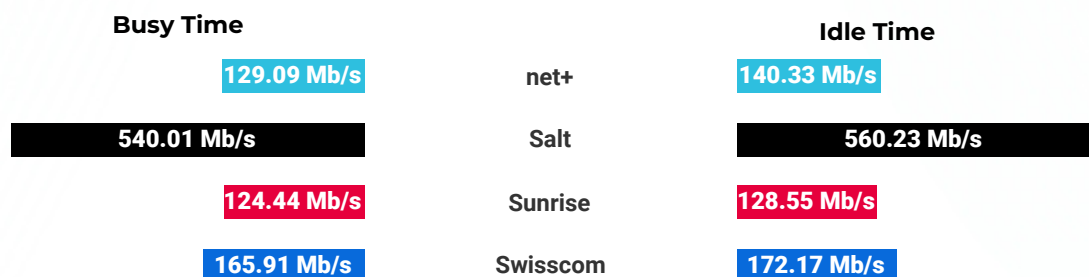 Busy Time
Idle Time
129.09 Mb/s net+ 140.33 Mb/s
540.01 Mb/s Salt 560.23 Mb/s
124.44 Mb/s Sunrise 128.55 Mb/s
165.91 Mb/s Swisscom 172.17 Mb/s